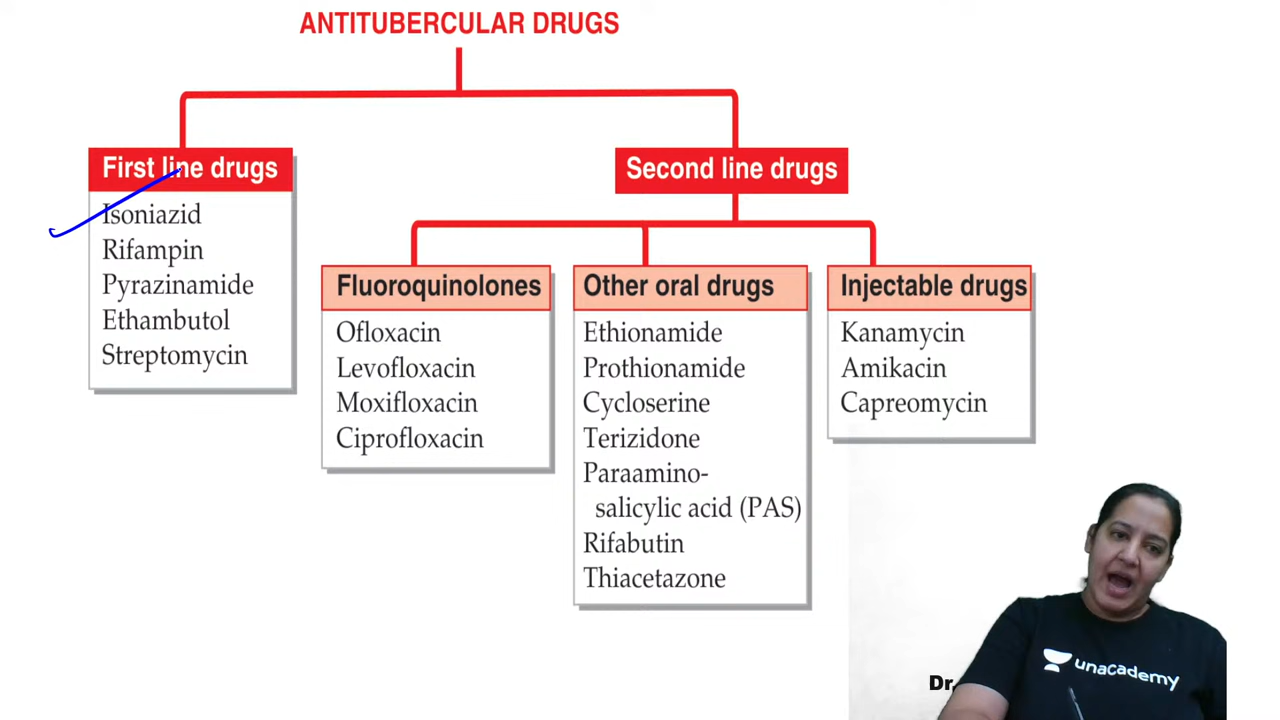 ANTITUBERCULAR DRUGS
First line drugs
Isoniazid
Rifampin
Pyrazinamide
Ethambutol
Streptomycin
Second line drugs
Fluoroquinolones
Ofloxacin
Levofloxacin
Moxifloxacin
Ciprofloxacin
Other oral drugs
Ethionamide
Prothionamide
Cycloserine
Terizidone
Paraamino-
salicylic acid (PAS)
Rifabutin
Thiacetazone
Injectable drugs
Kanamycin
Amikacin
Capreomycin
unacademy
Dr.